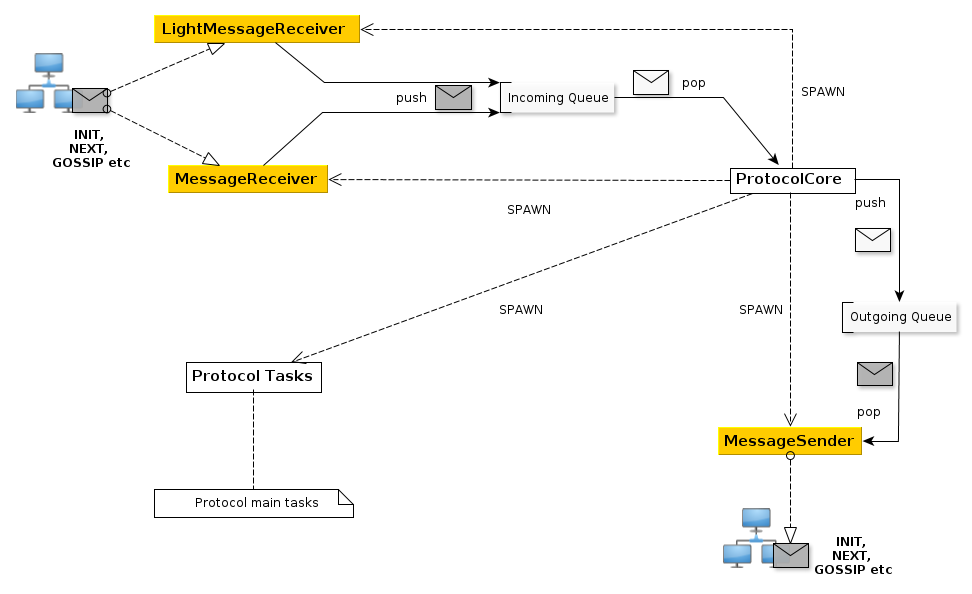 LightMessageReceiver
INIT,
NEXT,
GOSSIP etc
push
Incoming Queue
pop
SPAWN
MessageReceiver
ProtocolCore
SPAWN
push
SPAWN
SPAWN
Outgoing Queue
Protocol Tasks
pop
MessageSender
Protocol main tasks
INIT,
NEXT,
GOSSIP etc